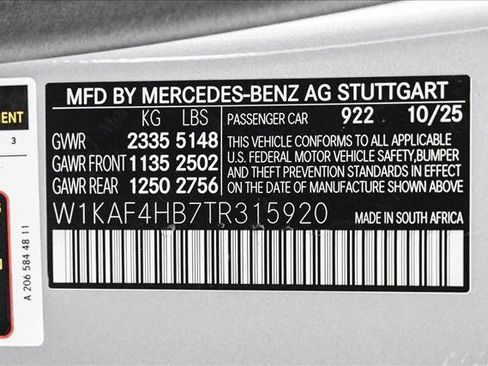 MFD BY MERCEDES-BENZ AG STUTTGART
KG LBS PASSENGER CAR 922 10/25
GVWR 2335 5148
GAWR FRONT 1135 2502
GAWR REAR 1250 2756
THIS VEHICLE CONFORMS TO ALL APPLICABLE
U.S. FEDERAL MOTOR VEHICLE SAFETY,BUMPER
AND THEFT PREVENTION STANDARDS IN EFFECT
ON THE DATE OF MANUFACTURE SHOWN ABOVE.
W1KAF4HB7TR315920 MADE IN SOUTH AFRICA
3
A 206 584 48 11